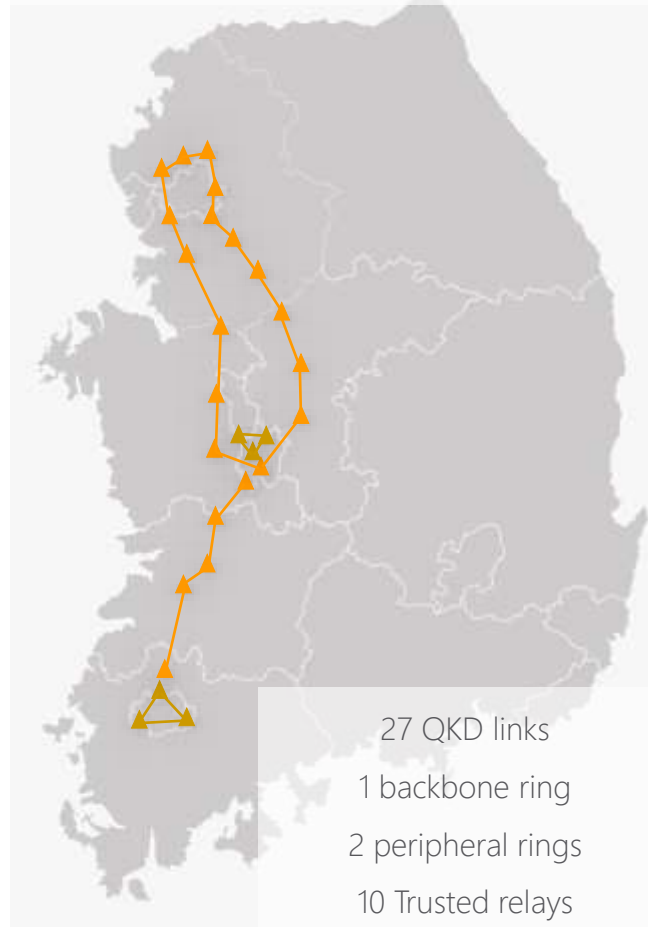 27 QKD links
1 backbone ring
2 peripheral rings
10 Trusted relays